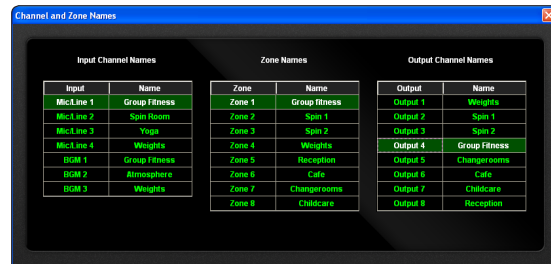 Channel and Zone Names
Input Channel Names
Input Name
Mic/Line 1 Group Fitness
Mic/Line 2 Spin Room
Mic/Line 3 Yoga
Mic/Line 4 Weights
BGM 1 Group Fitness
BGM 2 Atmosphere
BGM 3 Weights
Zone Names
Zone Name
Zone 1 Group fitness
Zone 2 Spin 1
Zone 3 Spin 2
Zone 4 Weights
Zone 5 Reception
Zone 6 Cafe
Zone 7 Changerooms
Zone 8 Childcare
Output Channel Names
Output Name
Output 1 Weights
Output 2 Spin 1
Output 3 Spin 2
Output 4 Group Fitness
Output 5 Changerooms
Output 6 Cafe
Output 7 Childcare
Output 8 Reception